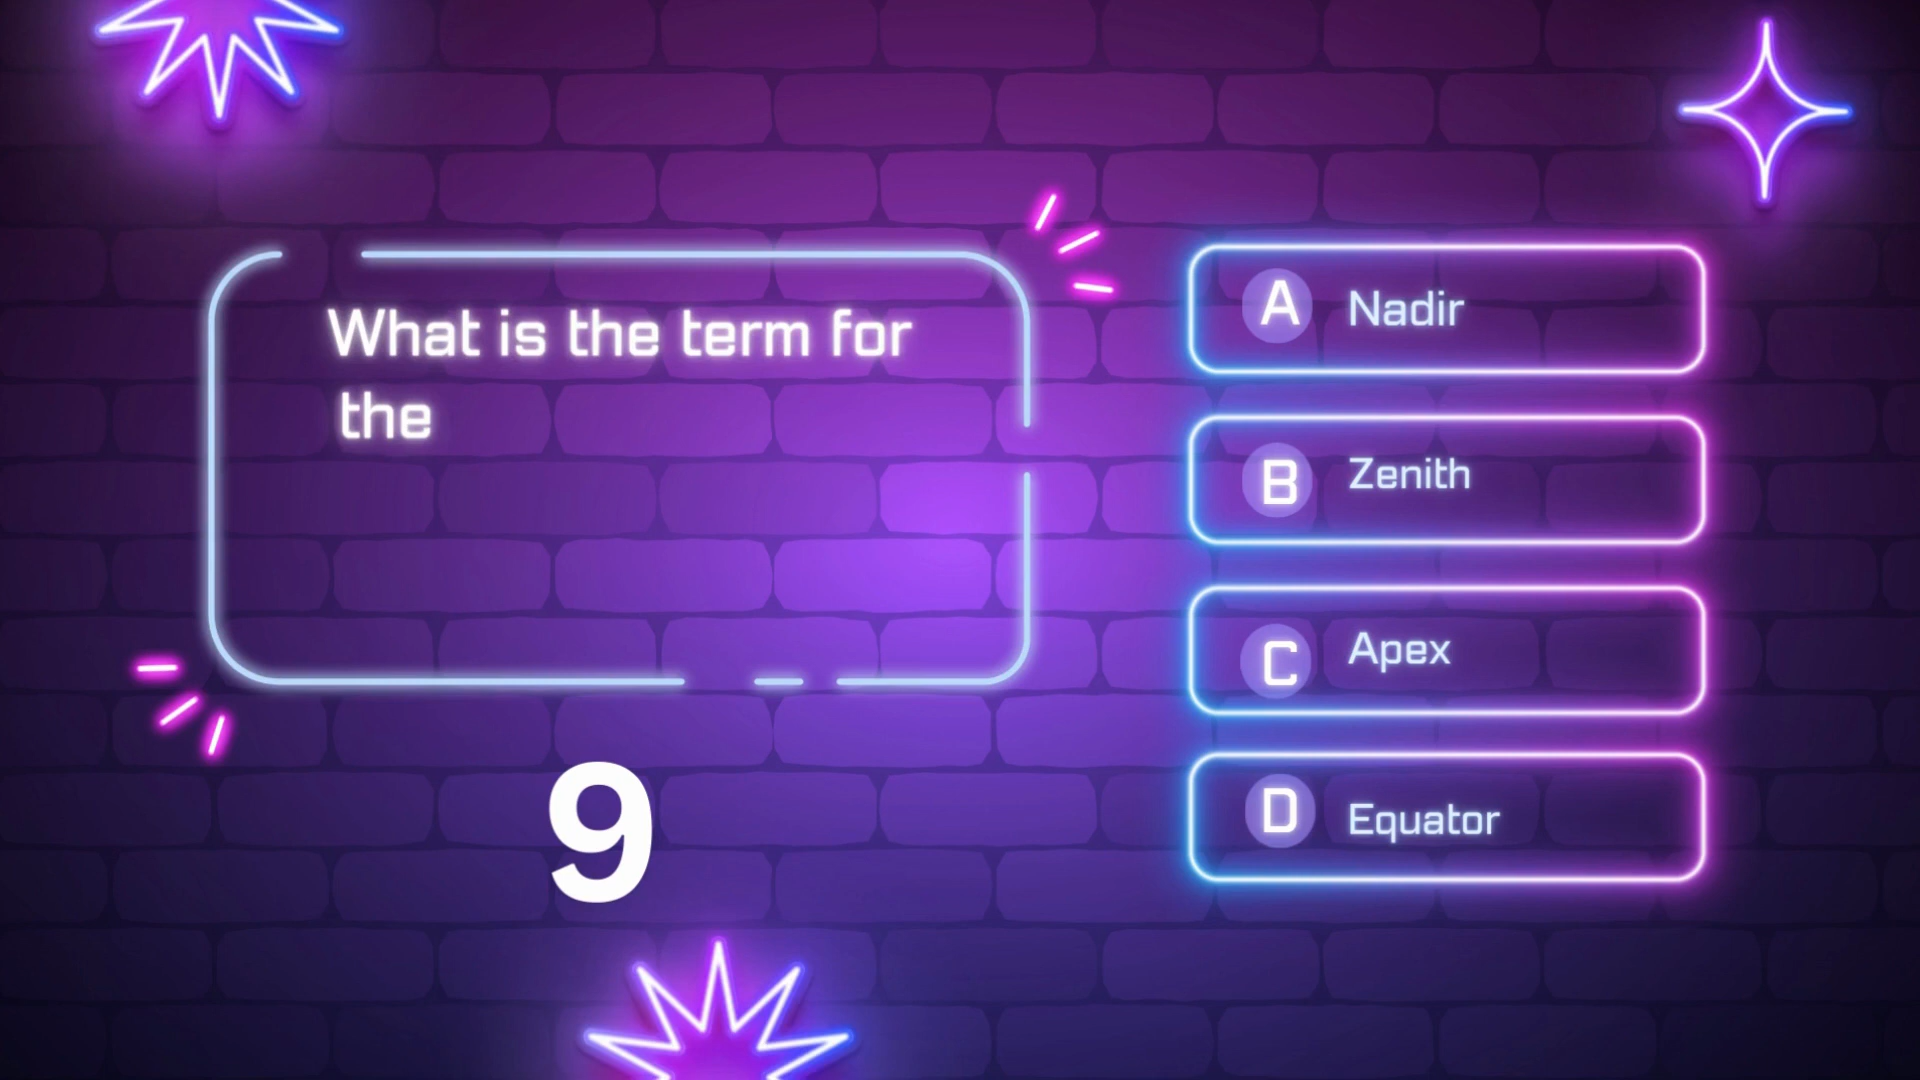 What is the term for
the
A Nadir
B Zenith
C Apex
D Equator
9